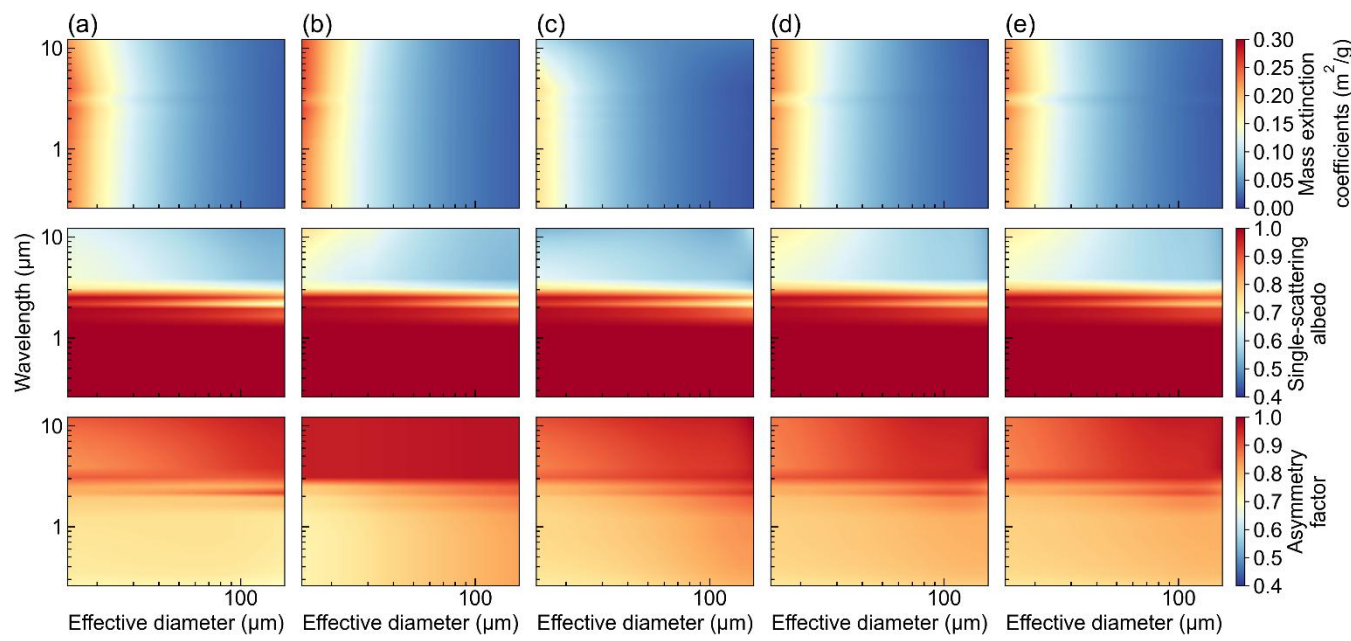 (a) (b) (c) (d) (e)
10
1
0.30
0.25
0.20
0.15
0.10
0.05
0.00
Mass extinction
coefficients (m²/g)
Wavelength (μm)
10
1
1.0
0.9
0.8
0.7
0.6
0.5
0.4
Single-scattering
albedo
10
1
1.0
0.9
0.8
0.7
0.6
0.5
0.4
Asymmetry
factor
100 100 100 100 100
Effective diameter (μm) Effective diameter (μm) Effective diameter (μm) Effective diameter (μm) Effective diameter (μm)